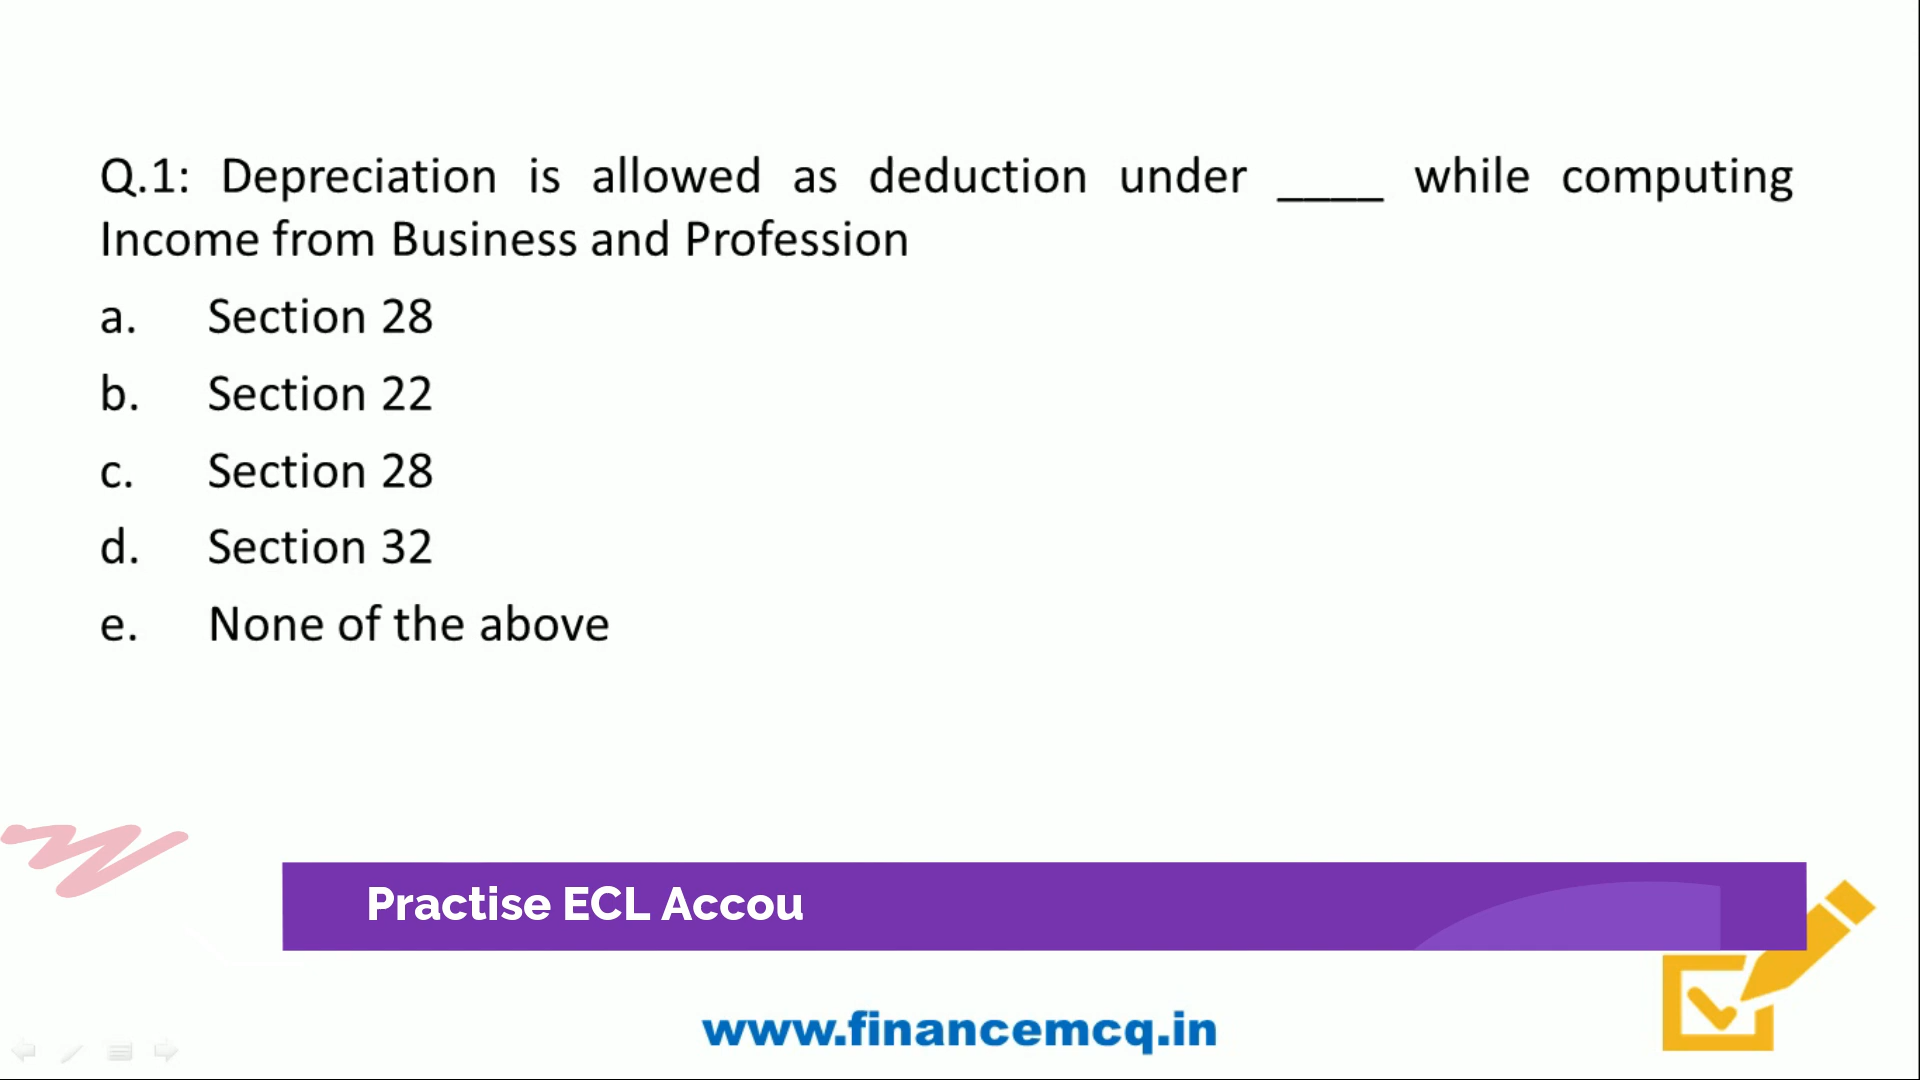 Q.1: Depreciation is allowed as deduction under ____ while computing
Income from Business and Profession
a. Section 28
b. Section 22
c. Section 28
d. Section 32
e. None of the above
Practise ECL Accou
www.financemcq.in